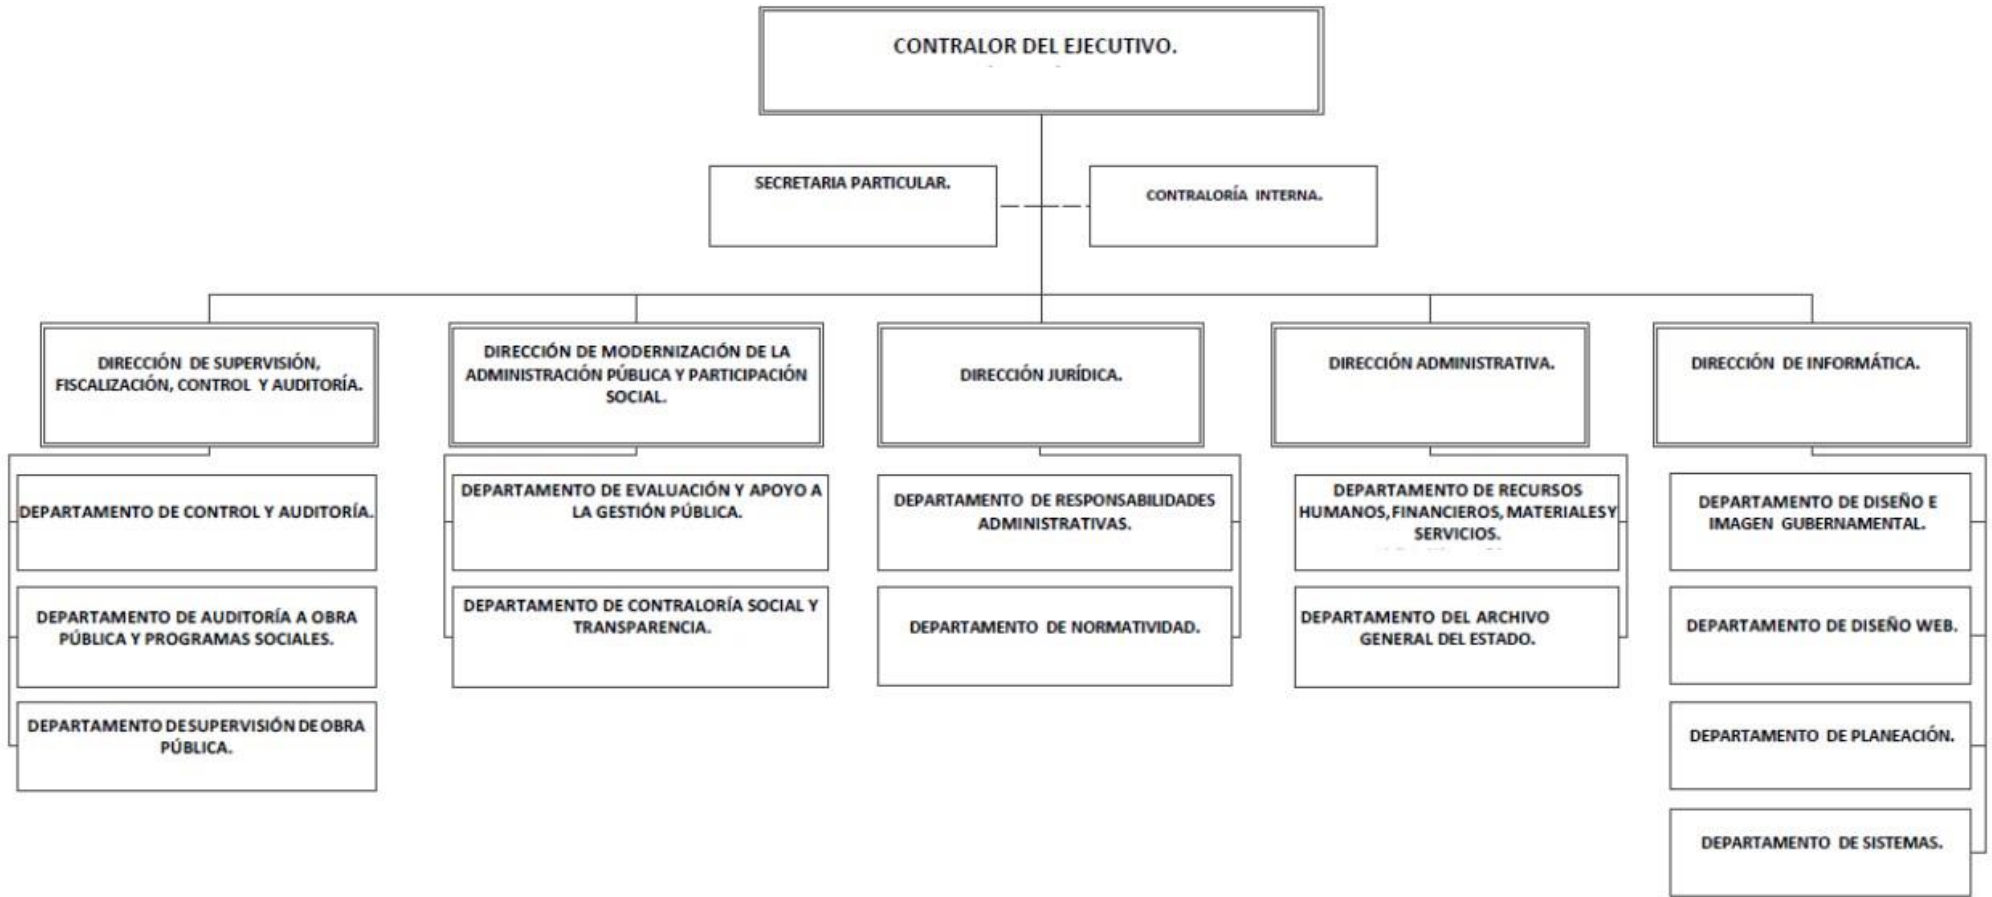 CONTRALOR DEL EJECUTIVO.
SECRETARIA PARTICULAR.
CONTRALORÍA INTERNA.
DIRECCIÓN DE SUPERVISIÓN,
FISCALIZACIÓN, CONTROL Y AUDITORÍA.
DIRECCIÓN DE MODERNIZACIÓN DE LA
ADMINISTRACIÓN PÚBLICA Y PARTICIPACIÓN
SOCIAL.
DIRECCIÓN JURÍDICA.
DIRECCIÓN ADMINISTRATIVA.
DIRECCIÓN DE INFORMÁTICA.
DEPARTAMENTO DE CONTROL Y AUDITORÍA.
DEPARTAMENTO DE AUDITORÍA A OBRA
PÚBLICA Y PROGRAMAS SOCIALES.
DEPARTAMENTO DE SUPERVISIÓN DE OBRA
PÚBLICA.
DEPARTAMENTO DE EVALUACIÓN Y APOYO A
LA GESTIÓN PÚBLICA.
DEPARTAMENTO DE CONTRALORÍA SOCIAL Y
TRANSPARENCIA.
DEPARTAMENTO DE RESPONSABILIDADES
ADMINISTRATIVAS.
DEPARTAMENTO DE NORMATIVIDAD.
DEPARTAMENTO DE RECURSOS
HUMANOS, FINANCIEROS, MATERIALES Y
SERVICIOS.
DEPARTAMENTO DEL ARCHIVO
GENERAL DEL ESTADO.
DEPARTAMENTO DE DISEÑO E
IMAGEN GUBERNAMENTAL.
DEPARTAMENTO DE DISEÑO WEB.
DEPARTAMENTO DE PLANEACIÓN.
DEPARTAMENTO DE SISTEMAS.